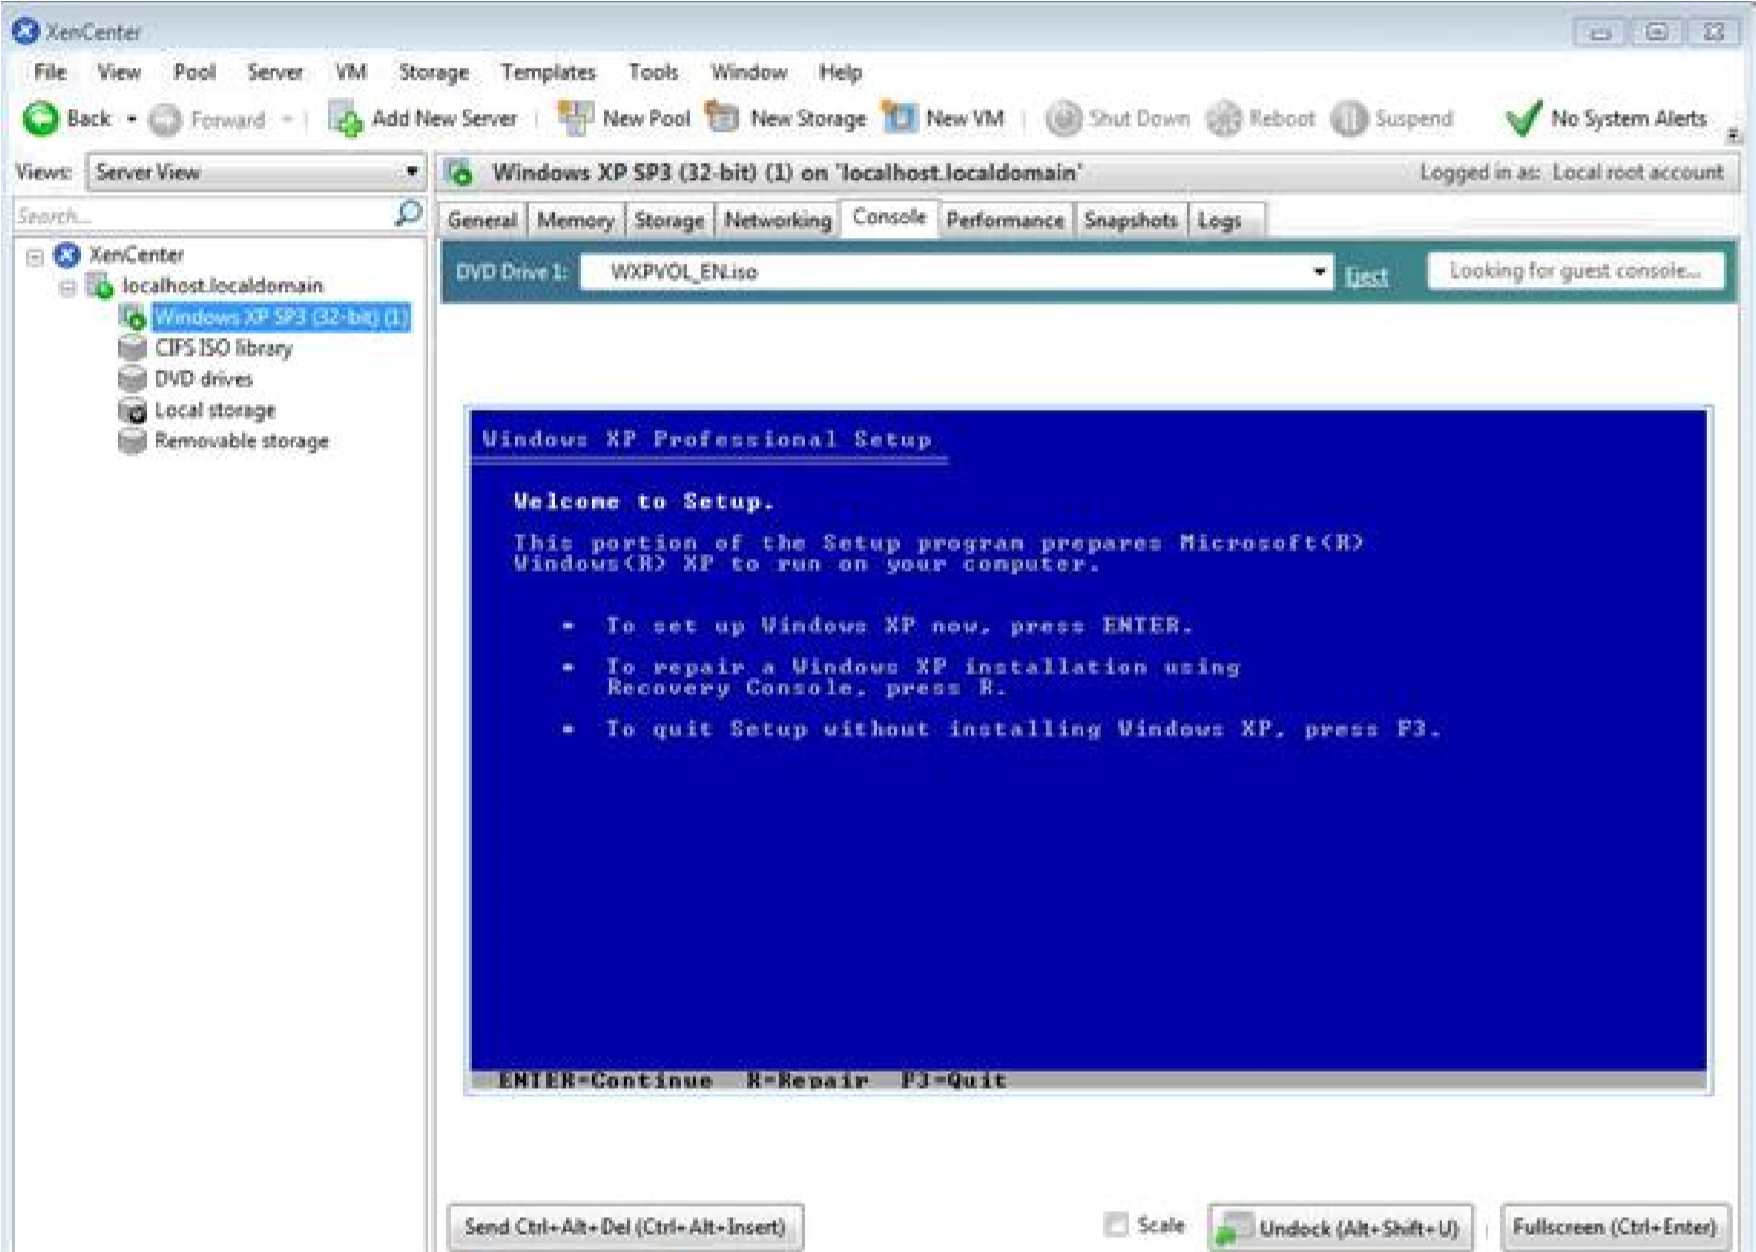 XenCenter
File View Pool Server VM Storage Templates Tools Window Help
Back Forward Add New Server New Pool New Storage New VM Shut Down Reboot Suspend No System Alerts
Views: Server View
Windows XP SP3 (32-bit) (1) on 'localhost.localdomain' Logged in as: Local root account
Search...
General Memory Storage Networking Console Performance Snapshots Logs
XenCenter
localhost.localdomain
Windows XP SP3 (32-bit) (1)
CIFS ISO library
DVD drives
Local storage
Removable storage
DVD Drive 1: WXPVOL_EN.iso Eject Looking for guest console...
Windows XP Professional Setup
Welcome to Setup.
This portion of the Setup program prepares Microsoft(R)
Windows(R) XP to run on your computer.
• To set up Windows XP now, press ENTER.
• To repair a Windows XP installation using
Recovery Console, press R.
• To quit Setup without installing Windows XP, press F3.
ENTER=Continue R=Repair F3=Quit
Send Ctrl+Alt+Del (Ctrl+Alt+Insert) Scale Undock (Alt+Shift+U) Fullscreen (Ctrl+Enter)